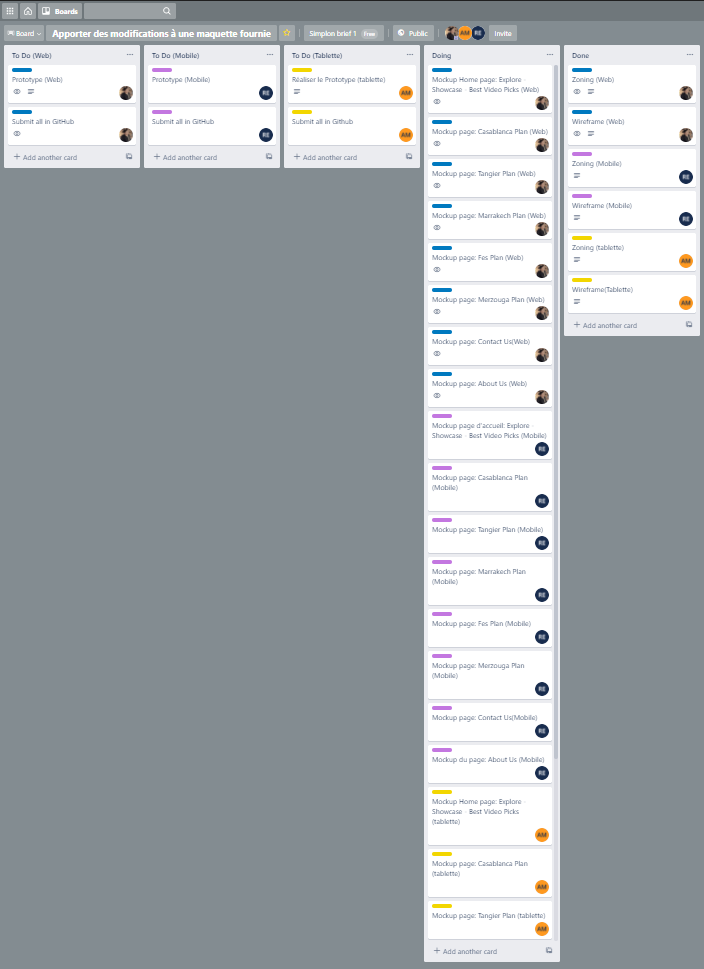 Boards
Board
Apporter des modifications à une maquette fournie
Simplon brief 1 Free
Public
AM
RE
Invite
To Do (Web)
Prototype (Web)
Submit all in GitHub
+ Add another card
To Do (Mobile)
Prototype (Mobile)
RE
Submit all in GitHub
RE
+ Add another card
To Do (Tablette)
Réaliser le Prototype (tablette)
AM
Submit all in Github
AM
+ Add another card
Doing
Mockup Home page: Explore -
Showcase - Best Video Picks (Web)
Mockup page: Casablanca Plan (Web)
Mockup page: Tangier Plan (Web)
Mockup page: Marrakech Plan (Web)
Mockup page: Fes Plan (Web)
Mockup page: Merzouga Plan (Web)
Mockup page: Contact Us(Web)
Mockup page: About Us (Web)
Mockup page d'accueil: Explore -
Showcase - Best Video Picks (Mobile)
RE
Mockup page: Casablanca Plan
(Mobile)
RE
Mockup page: Tangier Plan (Mobile)
RE
Mockup page: Marrakech Plan
(Mobile)
RE
Mockup page: Fes Plan (Mobile)
RE
Mockup page: Merzouga Plan
(Mobile)
RE
Mockup page: Contact Us(Mobile)
RE
Mockup du page: About Us (Mobile)
RE
Mockup Home page: Explore -
Showcase - Best Video Picks
(tablette)
AM
Mockup page: Casablanca Plan
(tablette)
AM
Mockup page: Tangier Plan (tablette)
AM
+ Add another card
Done
Zoning (Web)
Wireframe (Web)
Zoning (Mobile)
RE
Wireframe (Mobile)
RE
Zoning (tablette)
AM
Wireframe(Tablette)
AM
+ Add another card